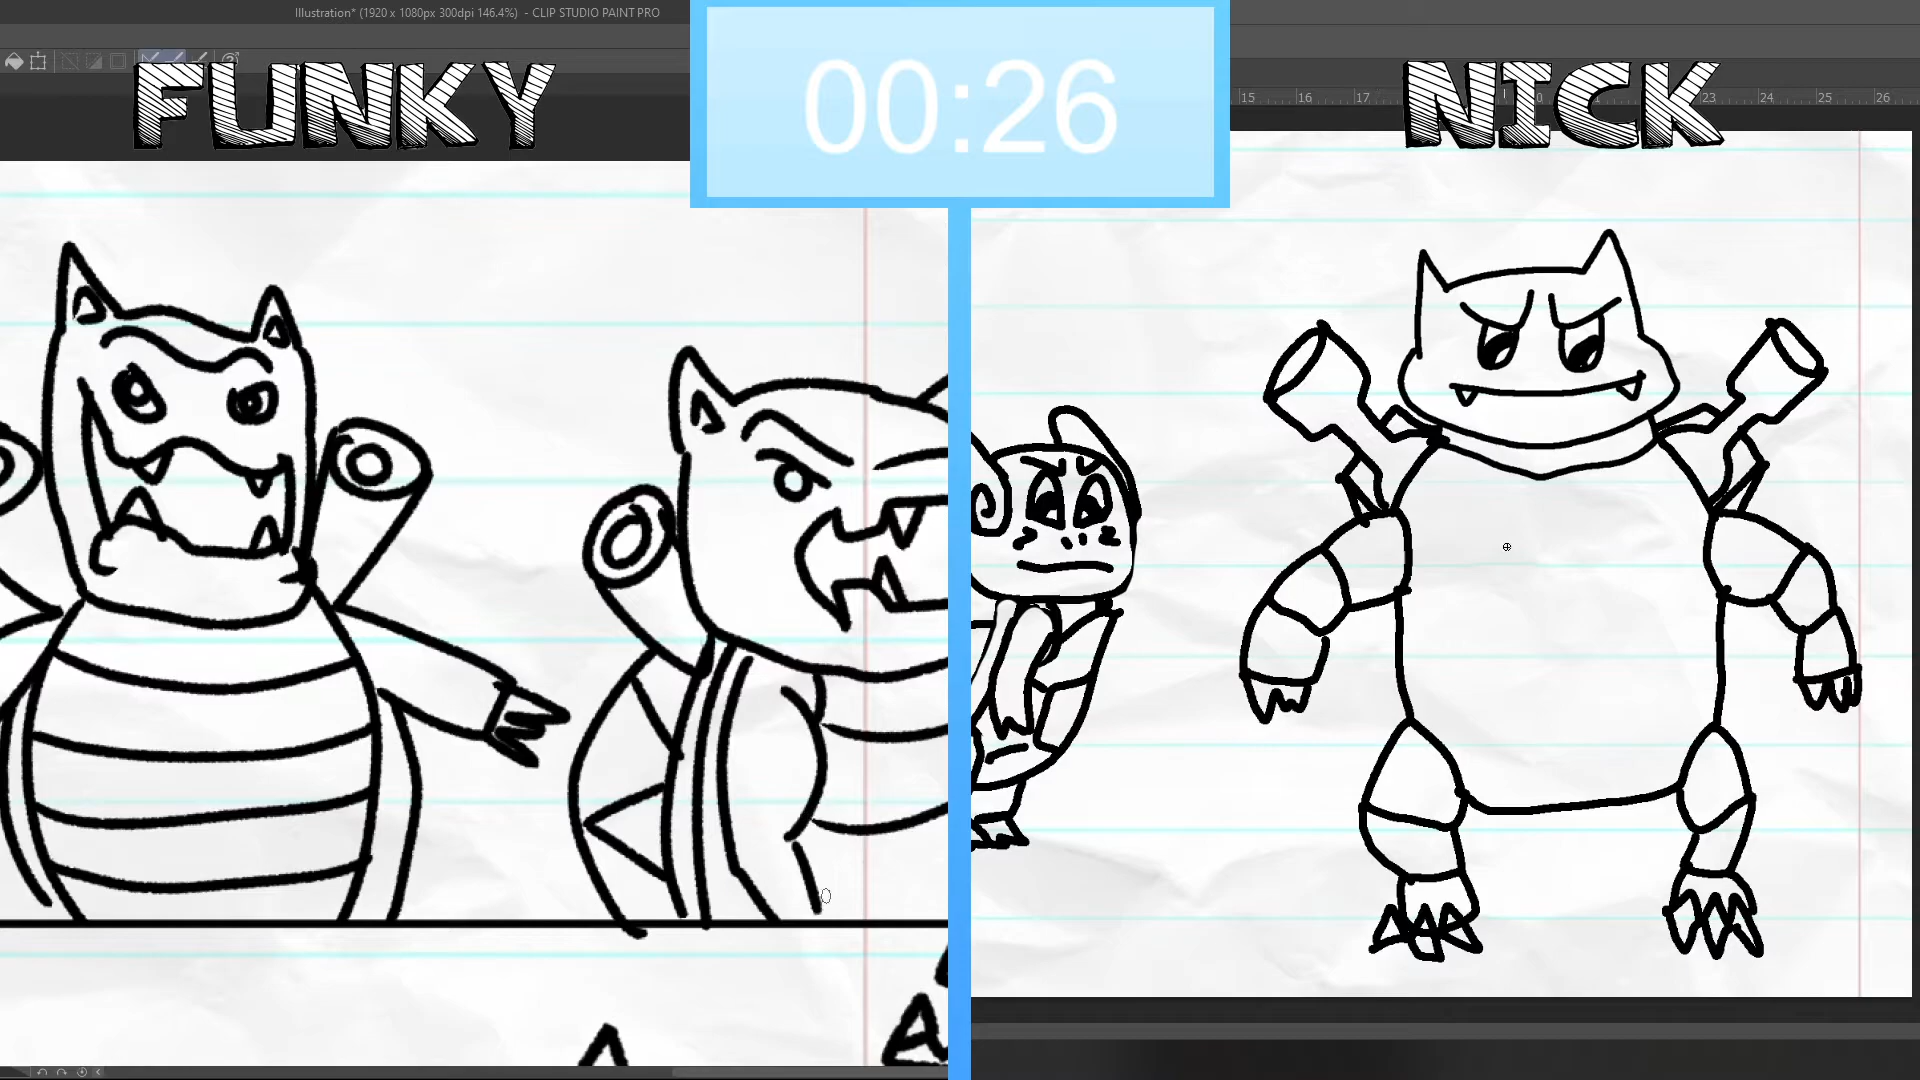 Illustration* (1920 x 1080px 300dpi 146.4%) - CLIP STUDIO PAINT PRO
FUNKY
00:26
NICK
15 16 17 23 24 25 26